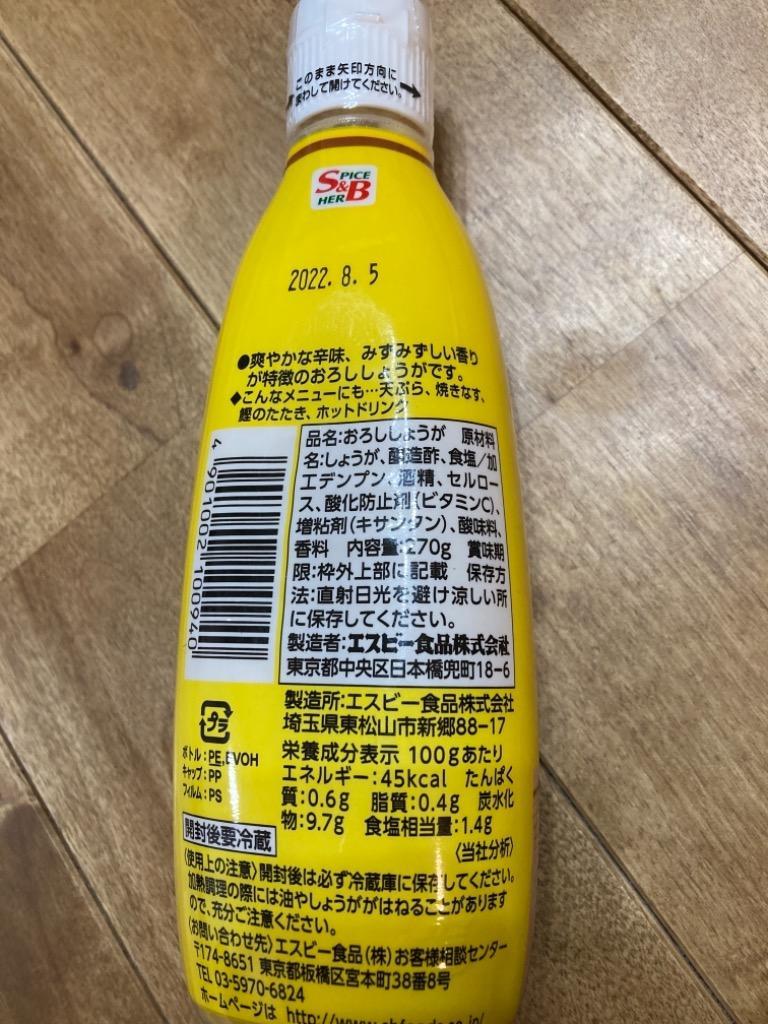 このまま矢印方向に
まわして開けてください。
SPICE
&
HERB
2022. 8. 5
●爽やかな辛味、みずみずしい香り
が特徴のおろししょうがです。
◆こんなメニューにも…天ぷら、焼きなす、
鰹のたたき、ホットドリンク
4 901002 100940
品名:おろししょうが 原材料
名:しょうが、醸造酢、食塩/加
工デンプン、酒精、セルロー
ス、酸化防止剤(ビタミンC)、
増粘剤(キサンタン)、酸味料、
香料 内容量:270g 賞味期
限:枠外上部に記載 保存方
法:直射日光を避け涼しい所
に保存してください。
製造者:エスビー食品株式会社
東京都中央区日本橋兜町18-6
製造所:エスビー食品株式会社
埼玉県東松山市新郷88-17
プラ
ボトル:PE,EVOH
キャップ:PP
フィルム:PS
栄養成分表示 100gあたり
エネルギー:45kcal たんぱく
質:0.6g 脂質:0.4g 炭水化
物:9.7g 食塩相当量:1.4g
〈当社分析〉
開封後要冷蔵
〈使用上の注意〉開封後は必ず冷蔵庫に保存してください。
加熱調理の際には油やしょうががはねることがあります
ので、充分ご注意ください。
〈お問い合わせ先〉エスビー食品(株)お客様相談センター
〒174-8651 東京都板橋区宮本町38番8号
TEL 03-5970-6824
ホームページは http://www.sbfoods.co.jp/